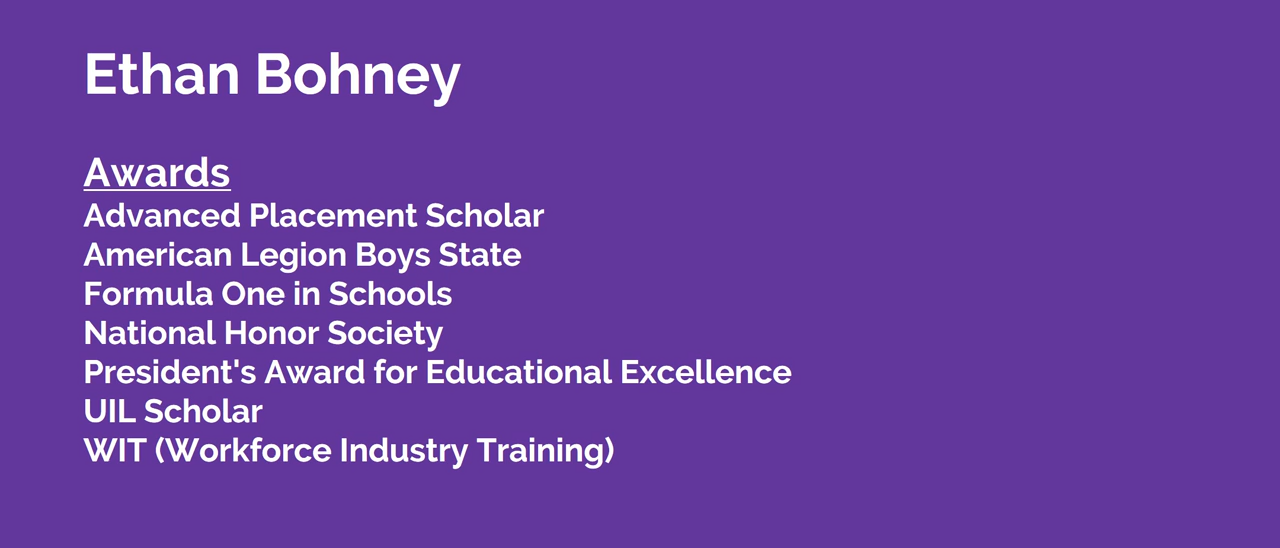 Ethan Bohney
Awards
Advanced Placement Scholar
American Legion Boys State
Formula One in Schools
National Honor Society
President's Award for Educational Excellence
UIL Scholar
WIT (Workforce Industry Training)